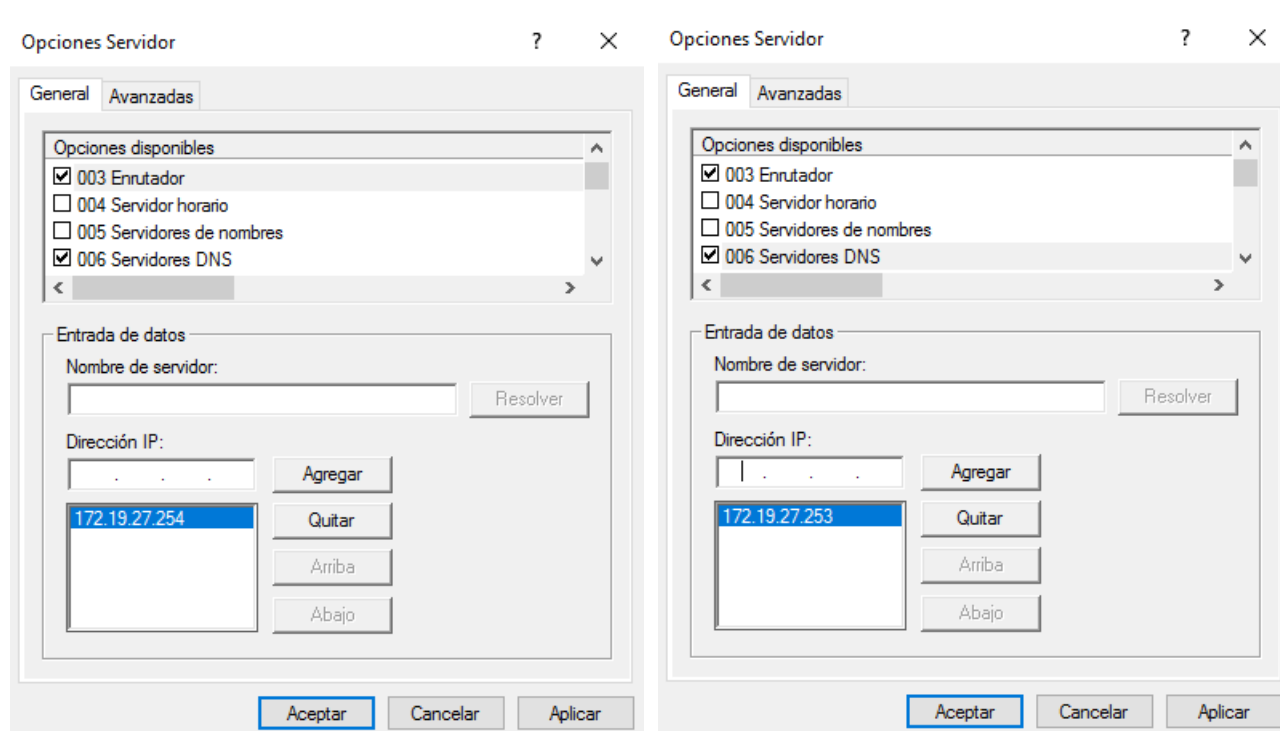 Opciones Servidor ?
General Avanzadas
Opciones disponibles
003 Enrutador
004 Servidor horario
005 Servidores de nombres
006 Servidores DNS
Entrada de datos
Nombre de servidor:
Resolver
Dirección IP:
. . . Agregar
172.19.27.254 Quitar
Arriba
Abajo
Aceptar Cancelar Aplicar
Opciones Servidor ?
General Avanzadas
Opciones disponibles
003 Enrutador
004 Servidor horario
005 Servidores de nombres
006 Servidores DNS
Entrada de datos
Nombre de servidor:
Resolver
Dirección IP:
. . . Agregar
172.19.27.253 Quitar
Arriba
Abajo
Aceptar Cancelar Aplicar